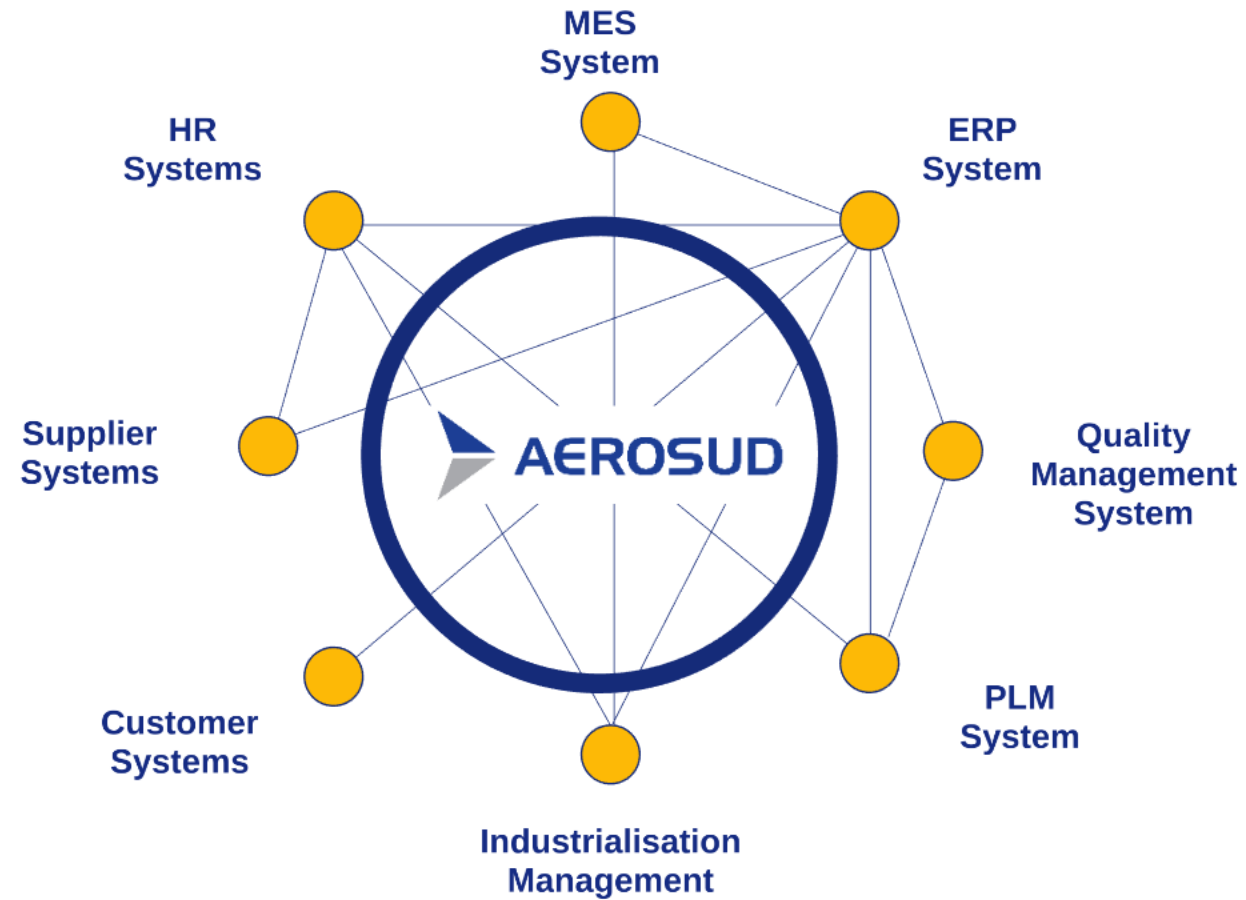 MES
System
HR
Systems
ERP
System
AEROSUD
Supplier
Systems
Quality
Management
System
Customer
Systems
PLM
System
Industrialisation
Management